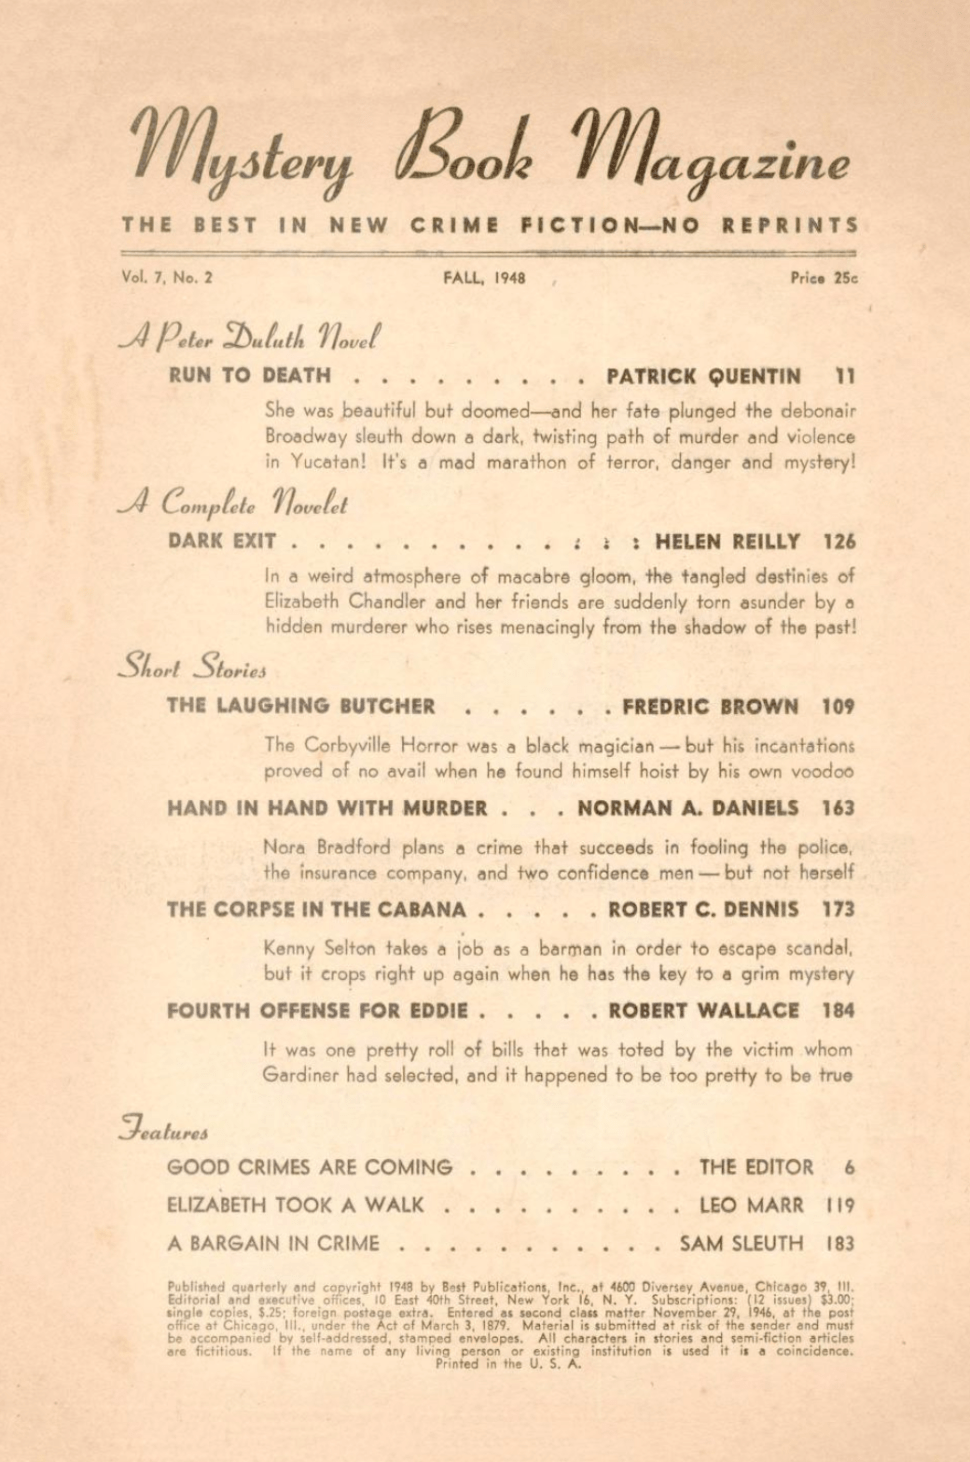 Mystery Book Magazine
THE BEST IN NEW CRIME FICTION—NO REPRINTS
Vol. 7, No. 2 FALL, 1948 Price 25c
A Peter Duluth Novel
RUN TO DEATH . . . . . . . . . PATRICK QUENTIN 11
She was beautiful but doomed—and her fate plunged the debonair
Broadway sleuth down a dark, twisting path of murder and violence
in Yucatan! It's a mad marathon of terror, danger and mystery!
A Complete Novelet
DARK EXIT . . . . . . . . . . : : : HELEN REILLY 126
In a weird atmosphere of macabre gloom, the tangled destinies of
Elizabeth Chandler and her friends are suddenly torn asunder by a
hidden murderer who rises menacingly from the shadow of the past!
Short Stories
THE LAUGHING BUTCHER . . . . . . FREDRIC BROWN 109
The Corbyville Horror was a black magician—but his incantations
proved of no avail when he found himself hoist by his own voodoo
HAND IN HAND WITH MURDER . . . NORMAN A. DANIELS 163
Nora Bradford plans a crime that succeeds in fooling the police,
the insurance company, and two confidence men—but not herself
THE CORPSE IN THE CABANA . . . . . ROBERT C. DENNIS 173
Kenny Selton takes a job as a barman in order to escape scandal,
but it crops right up again when he has the key to a grim mystery
FOURTH OFFENSE FOR EDDIE . . . . . ROBERT WALLACE 184
It was one pretty roll of bills that was toted by the victim whom
Gardiner had selected, and it happened to be too pretty to be true
Features
GOOD CRIMES ARE COMING . . . . . . . . . THE EDITOR 6
ELIZABETH TOOK A WALK . . . . . . . . . . LEO MARR 119
A BARGAIN IN CRIME . . . . . . . . . . . SAM SLEUTH 183
Published quarterly and copyright 1948 by Best Publications, Inc., at 4600 Diversey Avenue, Chicago 39, Ill.
Editorial and executive offices, 10 East 40th Street, New York 16, N. Y. Subscriptions: (12 issues) $3.00;
single copies, $.25; foreign postage extra. Entered as second class matter November 29, 1946, at the post
office at Chicago, Ill., under the Act of March 3, 1879. Material is submitted at risk of the sender and must
be accompanied by self-addressed, stamped envelopes. All characters in stories and semi-fiction articles
are fictitious. If the name of any living person or existing institution is used it is a coincidence.
Printed in the U. S. A.